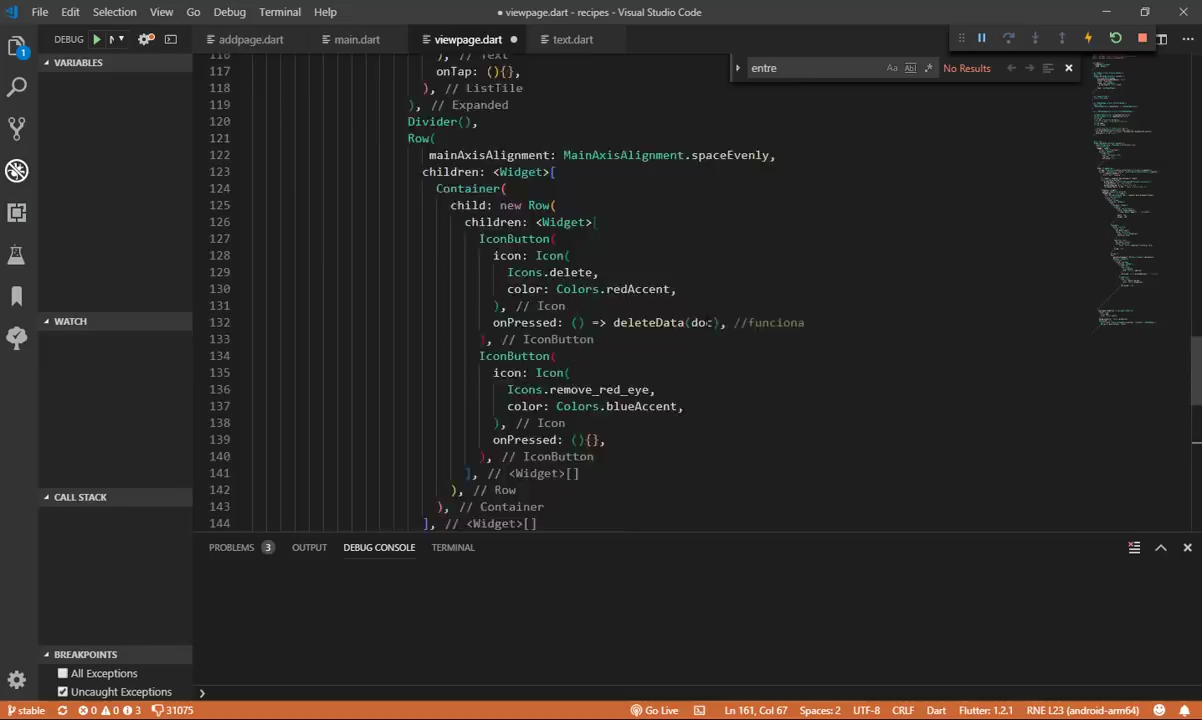 File Edit Selection View Go Debug Terminal Help
● viewpage.dart - recipes - Visual Studio Code
DEBUG
addpage.dart main.dart viewpage.dart text.dart
1
VARIABLES
WATCH
CALL STACK
BREAKPOINTS
All Exceptions
Uncaught Exceptions
entre
Aa Abl .* No Results
116 ), // Text
117 onTap: (){},
118 ), // ListTile
119 ), // Expanded
120 Divider(),
121 Row(
122 mainAxisAlignment: MainAxisAlignment.spaceEvenly,
123 children: <Widget>[
124 Container(
125 child: new Row(
126 children: <Widget>[
127 IconButton(
128 icon: Icon(
129 Icons.delete,
130 color: Colors.redAccent,
131 ), // Icon
132 onPressed: () => deleteData(doc), //funciona
133 ), // IconButton
134 IconButton(
135 icon: Icon(
136 Icons.remove_red_eye,
137 color: Colors.blueAccent,
138 ), // Icon
139 onPressed: (){},
140 ), // IconButton
141 ], // <Widget>[]
142 ), // Row
143 ), // Container
144 ], // <Widget>[]
PROBLEMS 3 OUTPUT DEBUG CONSOLE TERMINAL
stable 0 0 3 31075
Go Live Ln 161, Col 67 Spaces: 2 UTF-8 CRLF Dart Flutter: 1.2.1 RNE L23 (android-arm64)